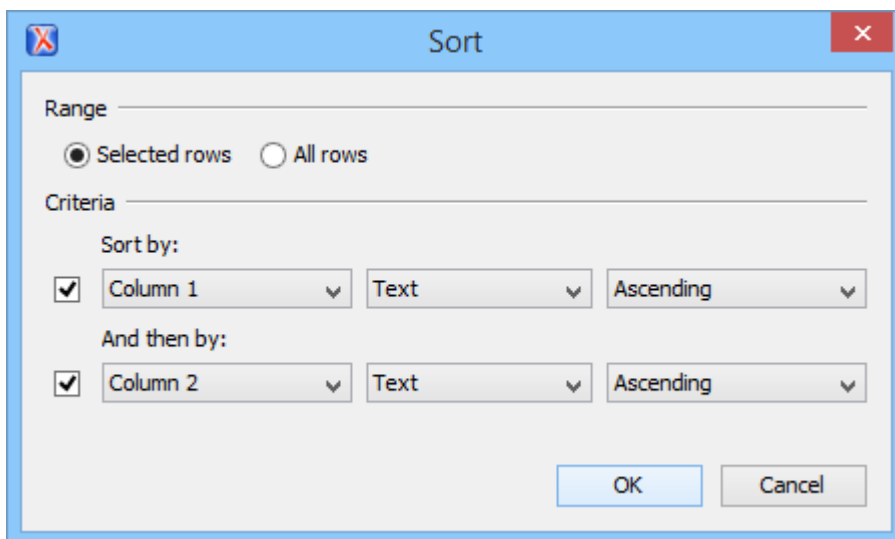 Sort
Range
Selected rows All rows
Criteria
Sort by:
Column 1 Text Ascending
And then by:
Column 2 Text Ascending
OK Cancel